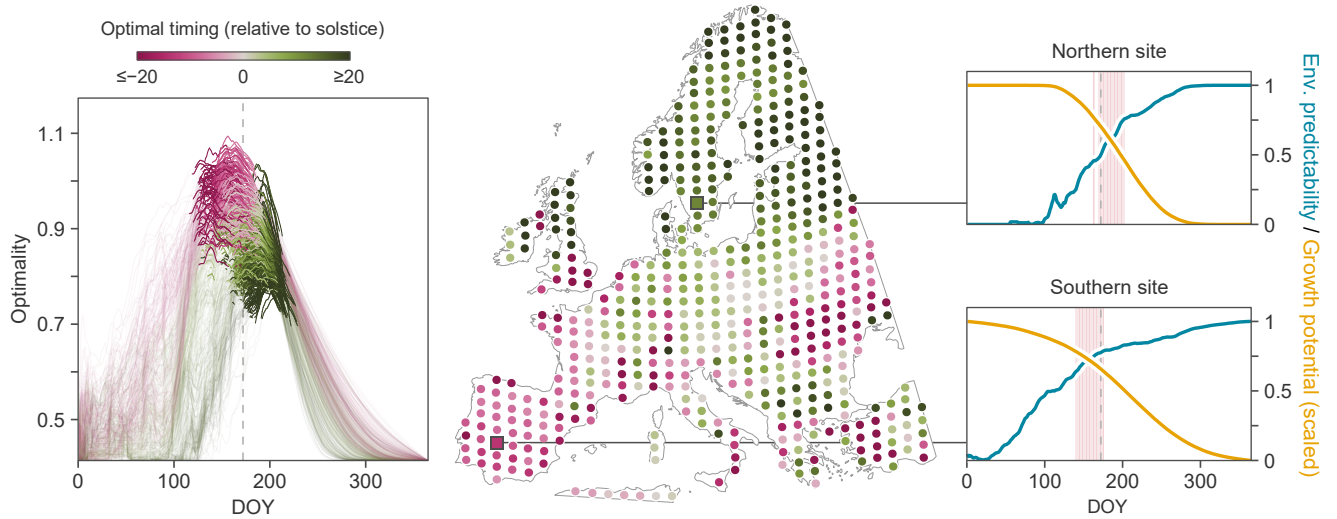 Optimal timing (relative to solstice)
≤−20 0 ≥20
Optimality
1.1
0.9
0.7
0.5
0 100 200 300
DOY
Northern site
1
0.5
0
Southern site
1
0.5
0
0 100 200 300
DOY
Env. predictability / Growth potential (scaled)